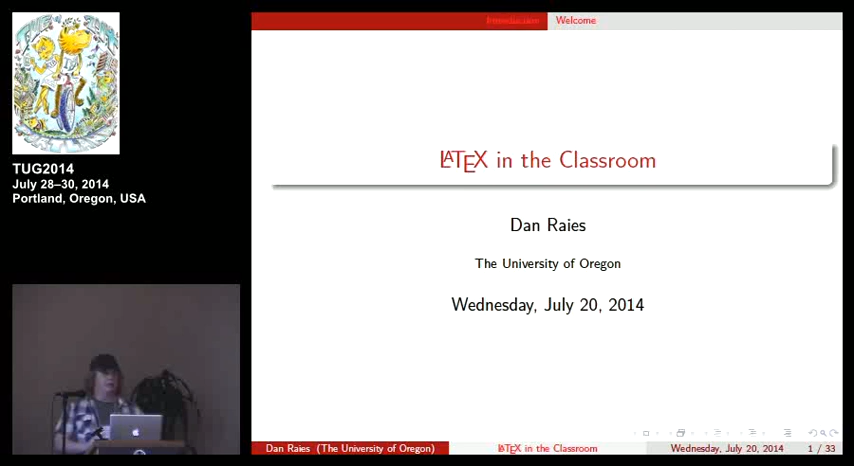 TUG2014
July 28–30, 2014
Portland, Oregon, USA
Introduction Welcome
LATEX in the Classroom
Dan Raies
The University of Oregon
Wednesday, July 20, 2014
Dan Raies (The University of Oregon) LATEX in the Classroom Wednesday, July 20, 2014 1 / 33